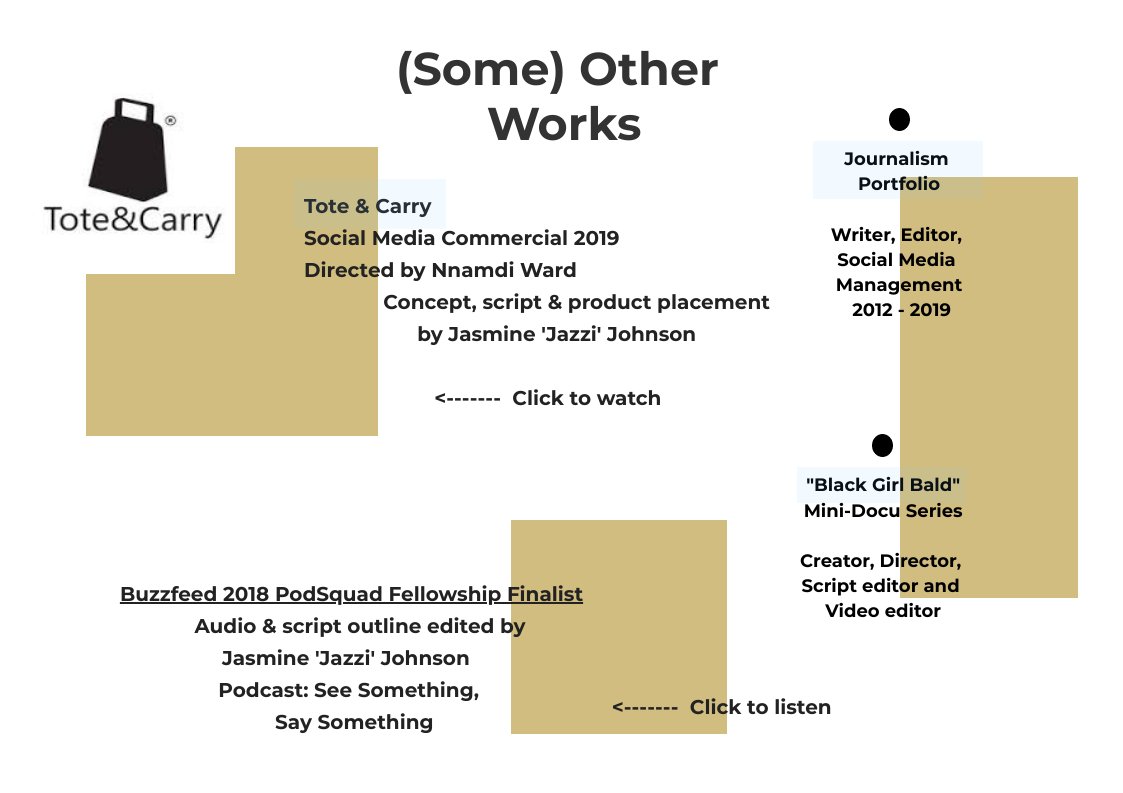 (Some) Other
Works
®
Tote&Carry
Tote & Carry
Social Media Commercial 2019
Directed by Nnamdi Ward
Concept, script & product placement
by Jasmine 'Jazzi' Johnson
<------- Click to watch
Journalism
Portfolio
Writer, Editor,
Social Media
Management
2012 - 2019
"Black Girl Bald"
Mini-Docu Series
Creator, Director,
Script editor and
Video editor
Buzzfeed 2018 PodSquad Fellowship Finalist
Audio & script outline edited by
Jasmine 'Jazzi' Johnson
Podcast: See Something,
Say Something
<------- Click to listen